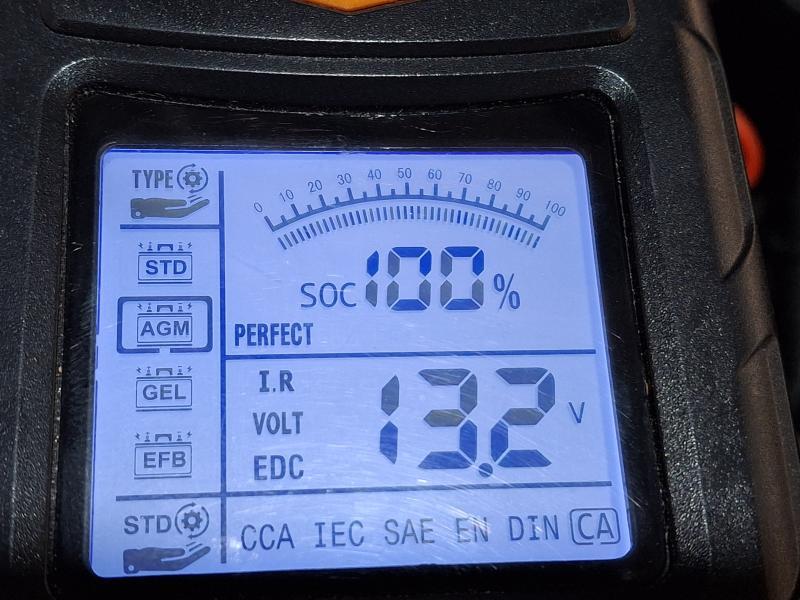 TYPE
0 10 20 30 40 50 60 70 80 90 100
STD
SOC 100%
AGM
PERFECT
GEL
I.R
VOLT
13.2 V
EFB
EDC
STD
CCA IEC SAE EN DIN CA